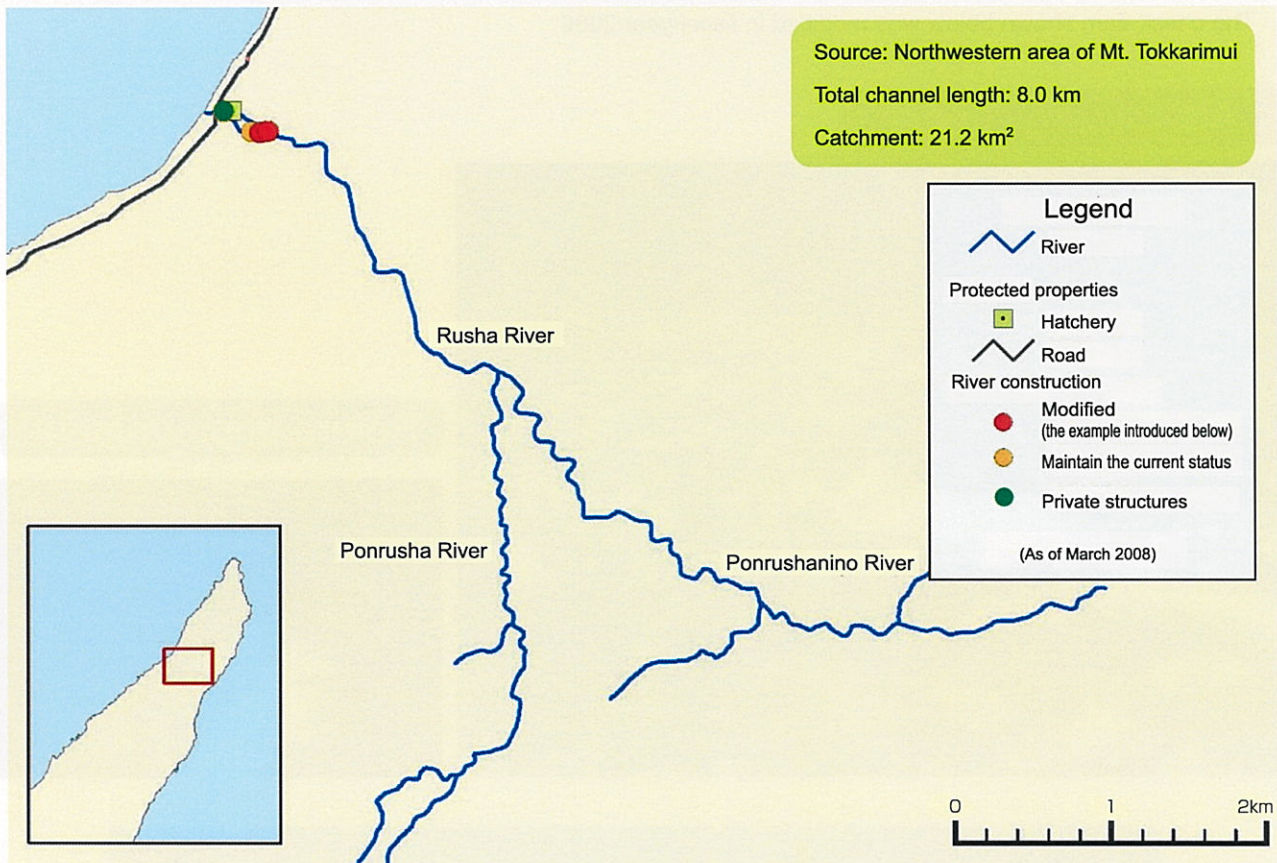 Source: Northwestern area of Mt. Tokkarimui
Total channel length: 8.0 km
Catchment: 21.2 km²
Legend
River
Protected properties
Hatchery
Road
River construction
Modified
(the example introduced below)
Maintain the current status
Private structures
(As of March 2008)
Rusha River
Ponrusha River
Ponrushanino River
0 1 2km